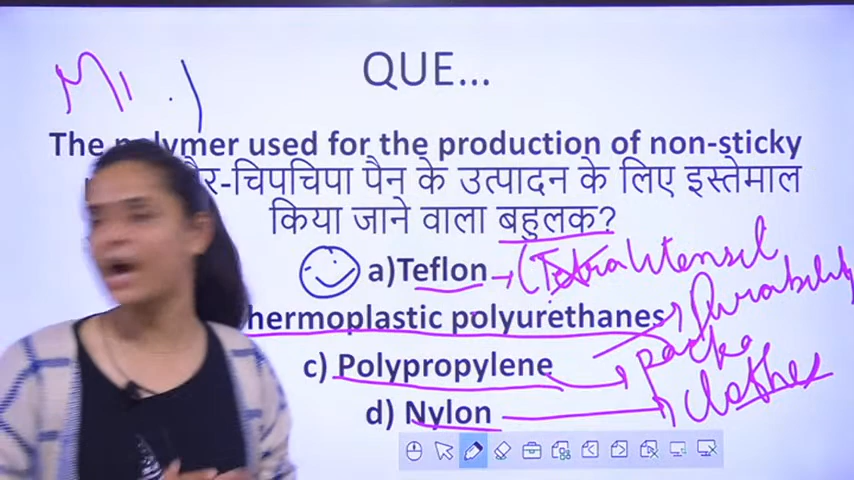 QUE...
The polymer used for the production of non-sticky
गैर-चिपचिपा पैन के उत्पादन के लिए इस्तेमाल
किया जाने वाला बहुलक?
a)Teflon → utensil
hermoplastic polyurethanes → Durability
c) Polypropylene → packa
d) Nylon → clothes